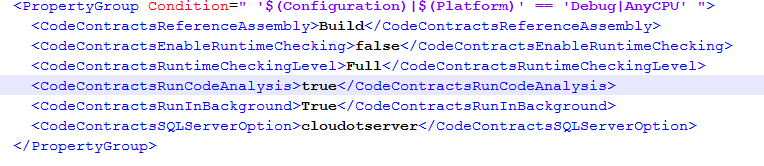 <PropertyGroup Condition=" '$(Configuration)|$(Platform)' == 'Debug|AnyCPU' ">
<CodeContractsReferenceAssembly>Build</CodeContractsReferenceAssembly>
<CodeContractsEnableRuntimeChecking>false</CodeContractsEnableRuntimeChecking>
<CodeContractsRuntimeCheckingLevel>Full</CodeContractsRuntimeCheckingLevel>
<CodeContractsRunCodeAnalysis>true</CodeContractsRunCodeAnalysis>
<CodeContractsRunInBackground>True</CodeContractsRunInBackground>
<CodeContractsSQLServerOption>cloudotserver</CodeContractsSQLServerOption>
</PropertyGroup>